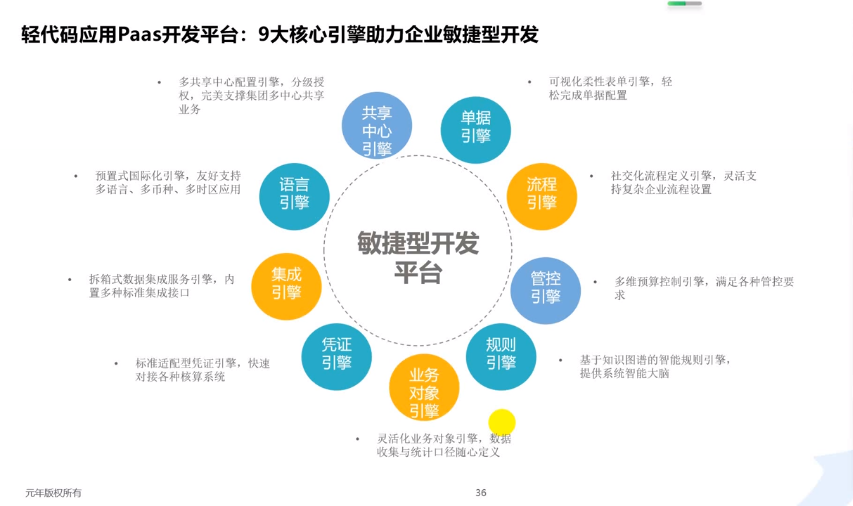 轻代码应用Paas开发平台：9大核心引擎助力企业敏捷型开发
• 多共享中心配置引擎，分级授
权，完美支撑集团多中心共享
业务
共享
中心
引擎
单据
引擎
• 可视化柔性表单引擎，轻
松完成单据配置
• 预置式国际化引擎，友好支持
多语言、多币种、多时区应用
语言
引擎
流程
引擎
• 社交化流程定义引擎，灵活支
持复杂企业流程设置
敏捷型开发
平台
• 拆箱式数据集成服务引擎，内
置多种标准集成接口
集成
引擎
管控
引擎
• 多维预算控制引擎，满足各种管控要
求
• 标准适配型凭证引擎，快速
对接各种核算系统
凭证
引擎
规则
引擎
• 基于知识图谱的智能规则引擎，
提供系统智能大脑
业务
对象
引擎
• 灵活化业务对象引擎，数据
收集与统计口径随心定义
元年版权所有
36